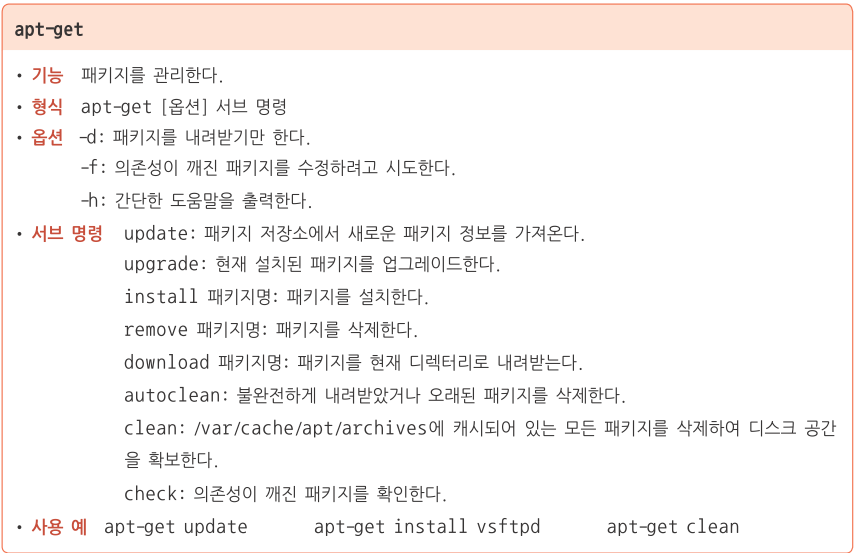 apt-get
• 기능 패키지를 관리한다.
• 형식 apt-get [옵션] 서브 명령
• 옵션 -d: 패키지를 내려받기만 한다.
-f: 의존성이 깨진 패키지를 수정하려고 시도한다.
-h: 간단한 도움말을 출력한다.
• 서브 명령 update: 패키지 저장소에서 새로운 패키지 정보를 가져온다.
upgrade: 현재 설치된 패키지를 업그레이드한다.
install 패키지명: 패키지를 설치한다.
remove 패키지명: 패키지를 삭제한다.
download 패키지명: 패키지를 현재 디렉터리로 내려받는다.
autoclean: 불완전하게 내려받았거나 오래된 패키지를 삭제한다.
clean: /var/cache/apt/archives에 캐시되어 있는 모든 패키지를 삭제하여 디스크 공간
을 확보한다.
check: 의존성이 깨진 패키지를 확인한다.
• 사용 예 apt-get update apt-get install vsftpd apt-get clean